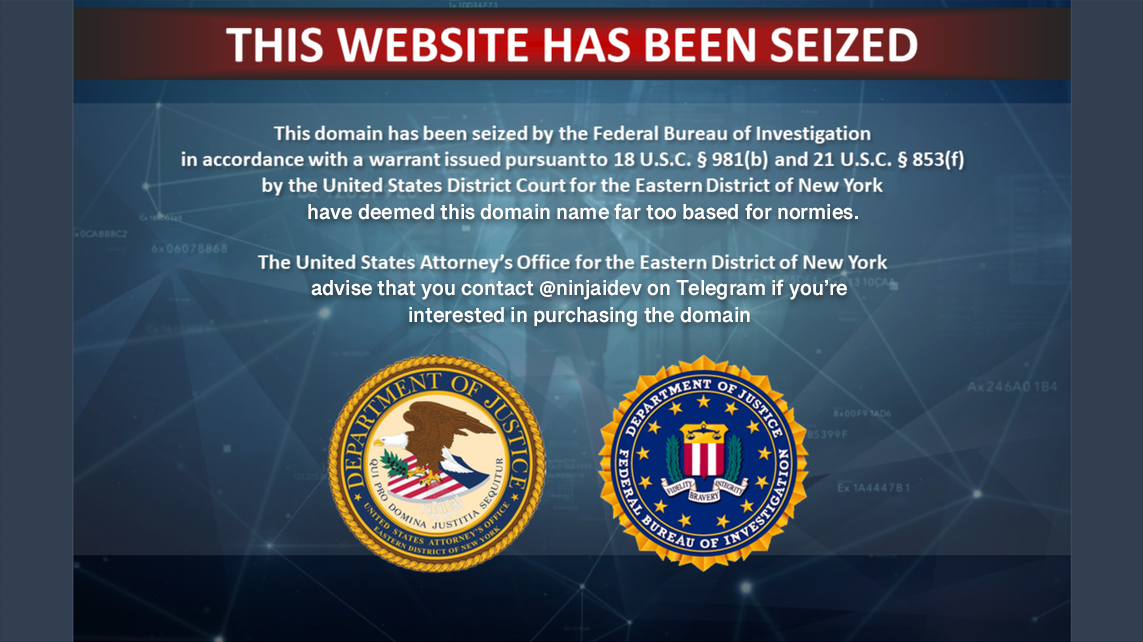 THIS WEBSITE HAS BEEN SEIZED
This domain has been seized by the Federal Bureau of Investigation
in accordance with a warrant issued pursuant to 18 U.S.C. § 981(b) and 21 U.S.C. § 853(f)
by the United States District Court for the Eastern District of New York
have deemed this domain name far too based for normies.
The United States Attorney's Office for the Eastern District of New York
advise that you contact @ninjaidev on Telegram if you're
interested in purchasing the domain
DEPARTMENT OF JUSTICE
QUI PRO DOMINA JUSTITIA SEQUITUR
UNITED STATES ATTORNEY'S OFFICE
EASTERN DISTRICT OF NEW YORK
DEPARTMENT OF JUSTICE
FIDELITY BRAVERY INTEGRITY
FEDERAL BUREAU OF INVESTIGATION
0CABB8C2
6x06078868
Ax246A01B4
0x00F91AD6
85399F
Ex1A4447B1